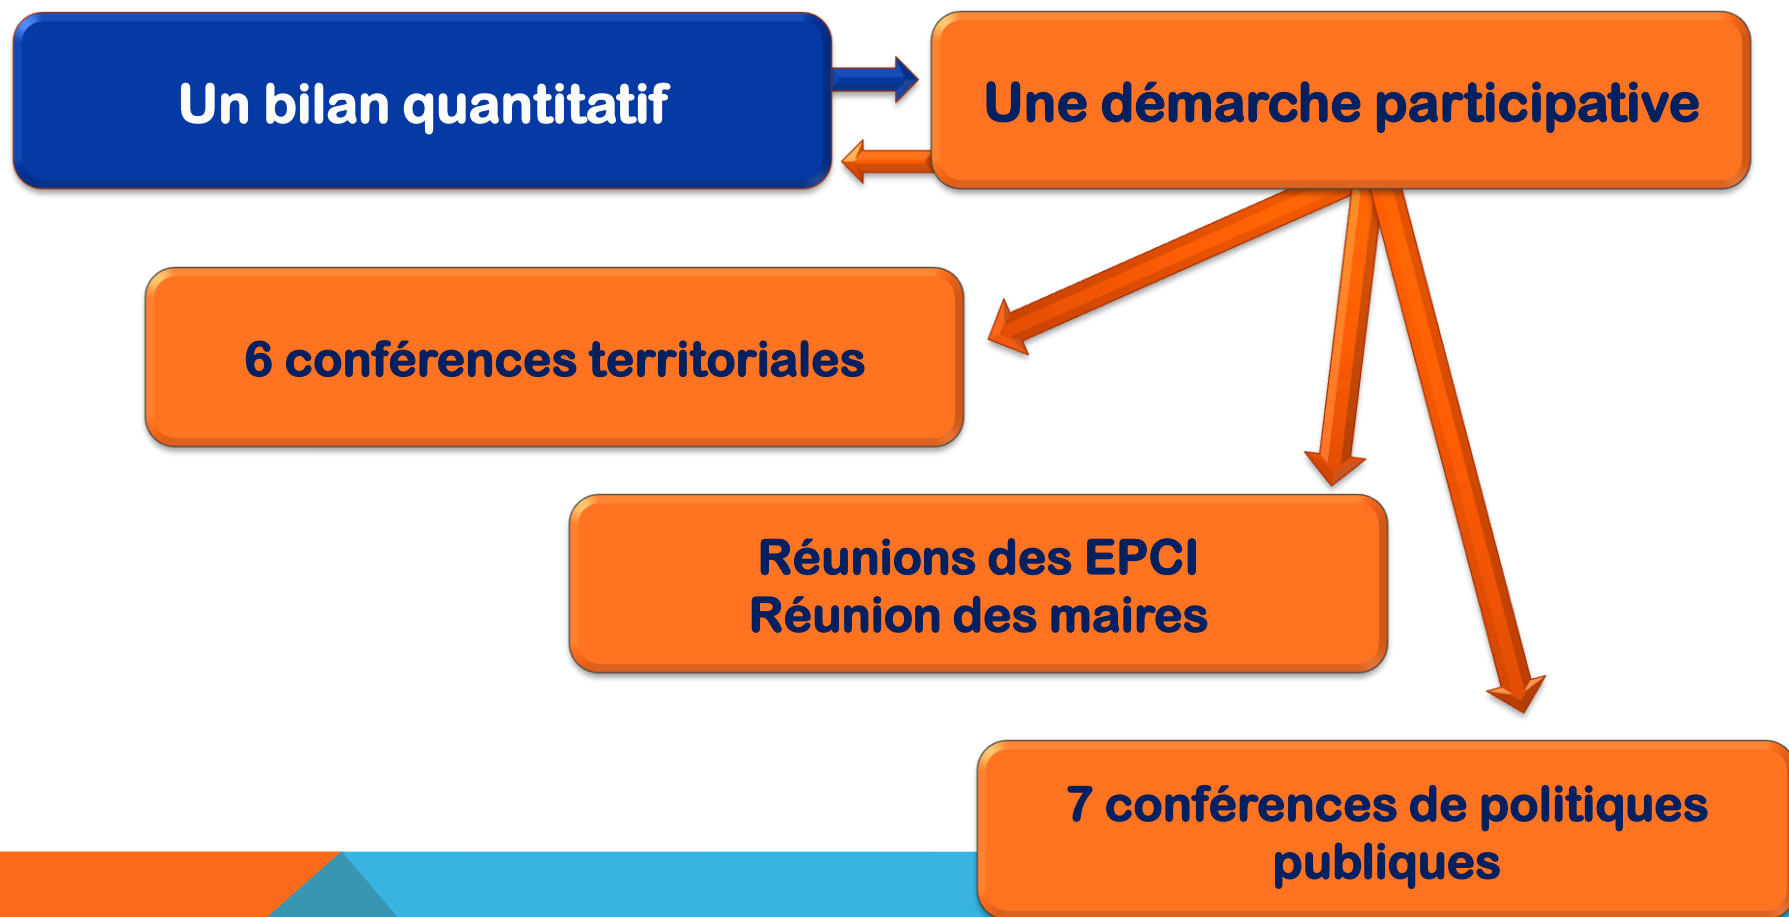 Un bilan quantitatif
Une démarche participative
6 conférences territoriales
Réunions des EPCI
Réunion des maires
7 conférences de politiques
publiques